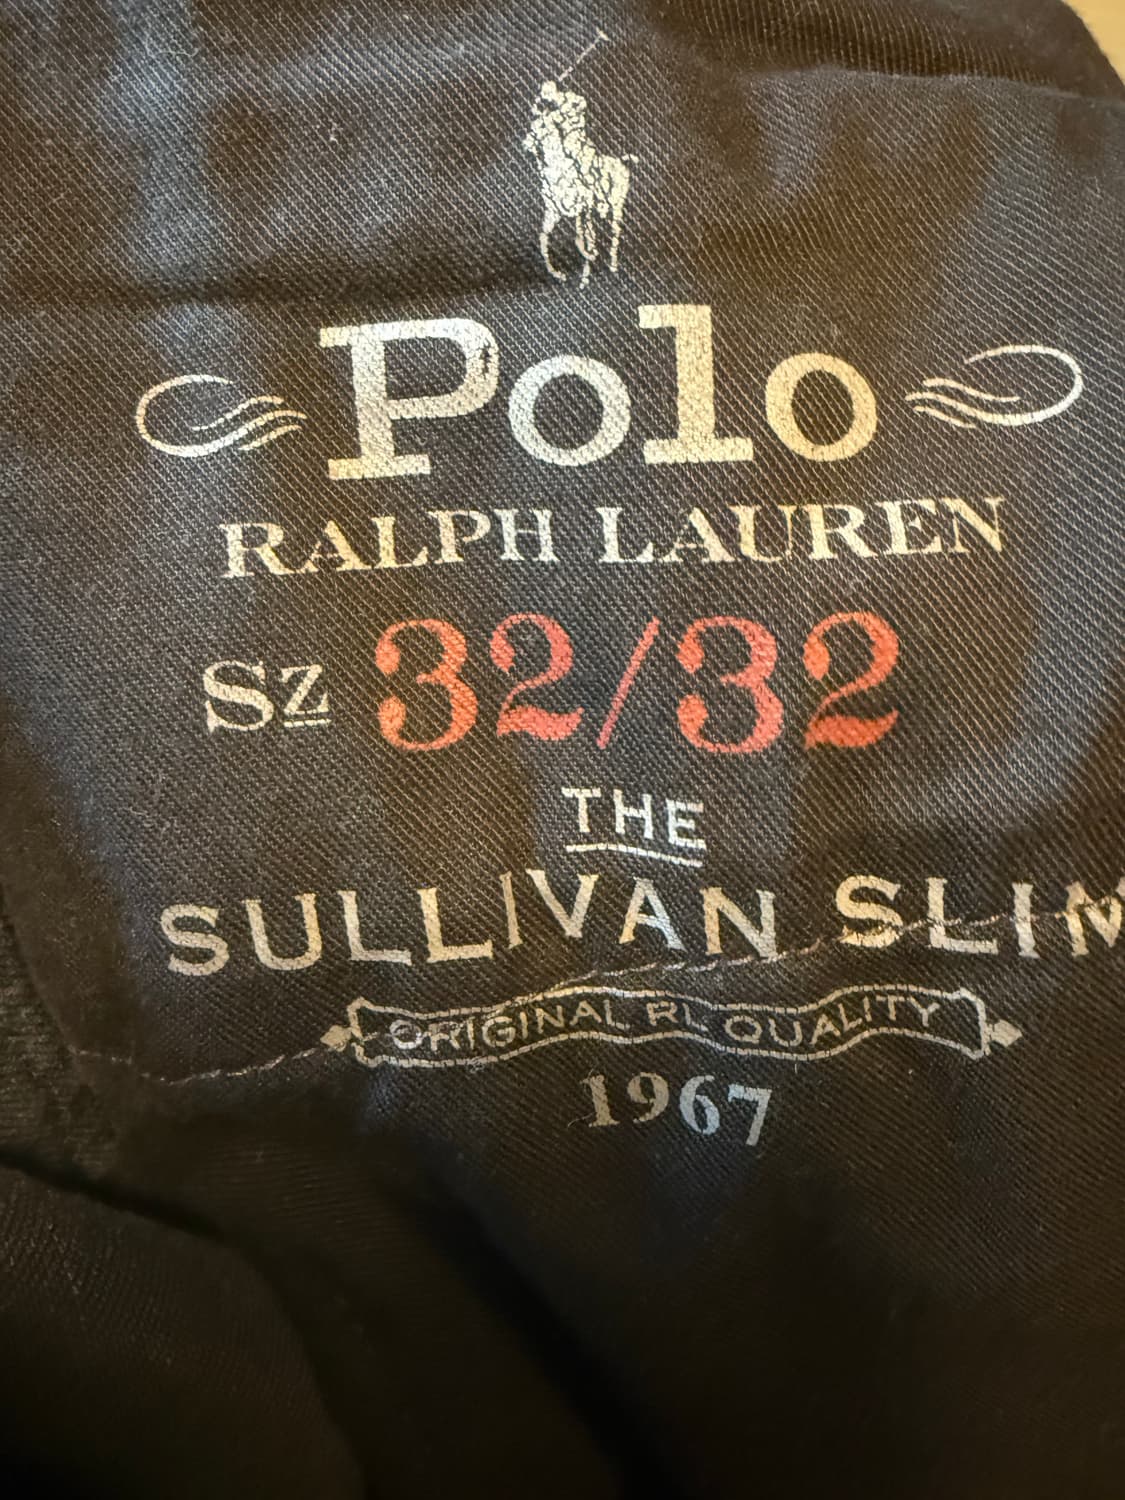 Polo
RALPH LAUREN
Sz 32/32
THE
SULLIVAN SLIM
ORIGINAL RL QUALITY
1967